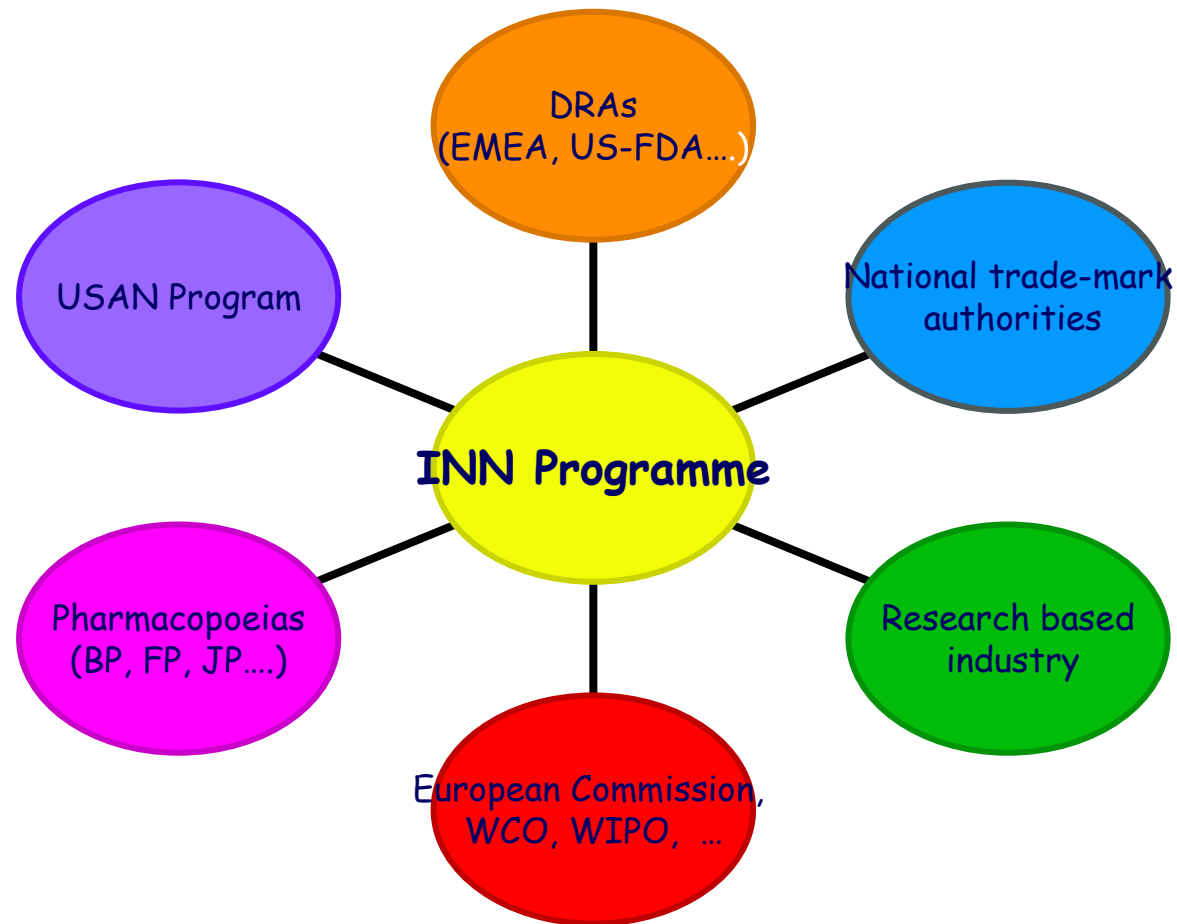 DRAs
(EMEA, US-FDA….)
USAN Program
National trade-mark
authorities
INN Programme
Pharmacopoeias
(BP, FP, JP….)
Research based
industry
European Commission,
WCO, WIPO, …